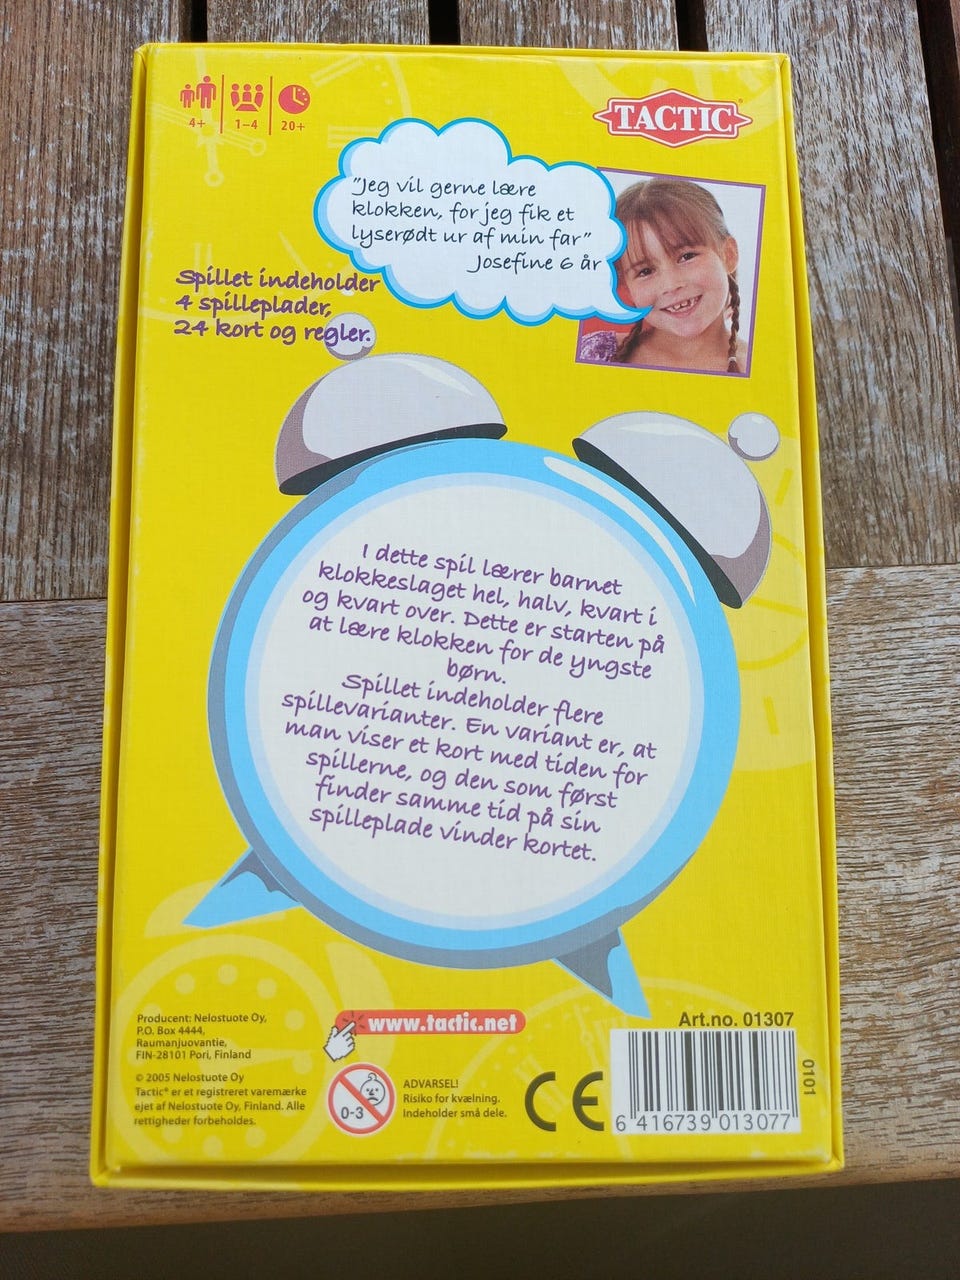 4+
1-4
20+
TACTIC
"Jeg vil gerne lære
klokken, for jeg fik et
lyserødt ur af min far"
Josefine 6 år
Spillet indeholder
4 spilleplader,
24 kort og regler.
I dette spil lærer barnet
klokkeslaget hel, halv, kvart i
og kvart over. Dette er starten på
at lære klokken for de yngste
børn.
Spillet indeholder flere
spillevarianter. En variant er, at
man viser et kort med tiden for
spillerne, og den som først
finder samme tid på sin
spilleplade vinder kortet.
Producent: Nelostuote Oy,
P.O. Box 4444,
Raumanjuovantie,
FIN-28101 Pori, Finland
© 2005 Nelostuote Oy
Tactic® er et registreret varemærke
ejet af Nelostuote Oy, Finland. Alle
rettigheder forbeholdes.
www.tactic.net
0-3
ADVARSEL!
Risiko for kvælning.
Indeholder små dele.
CE
Art.no. 01307
0101
6 416739 013077